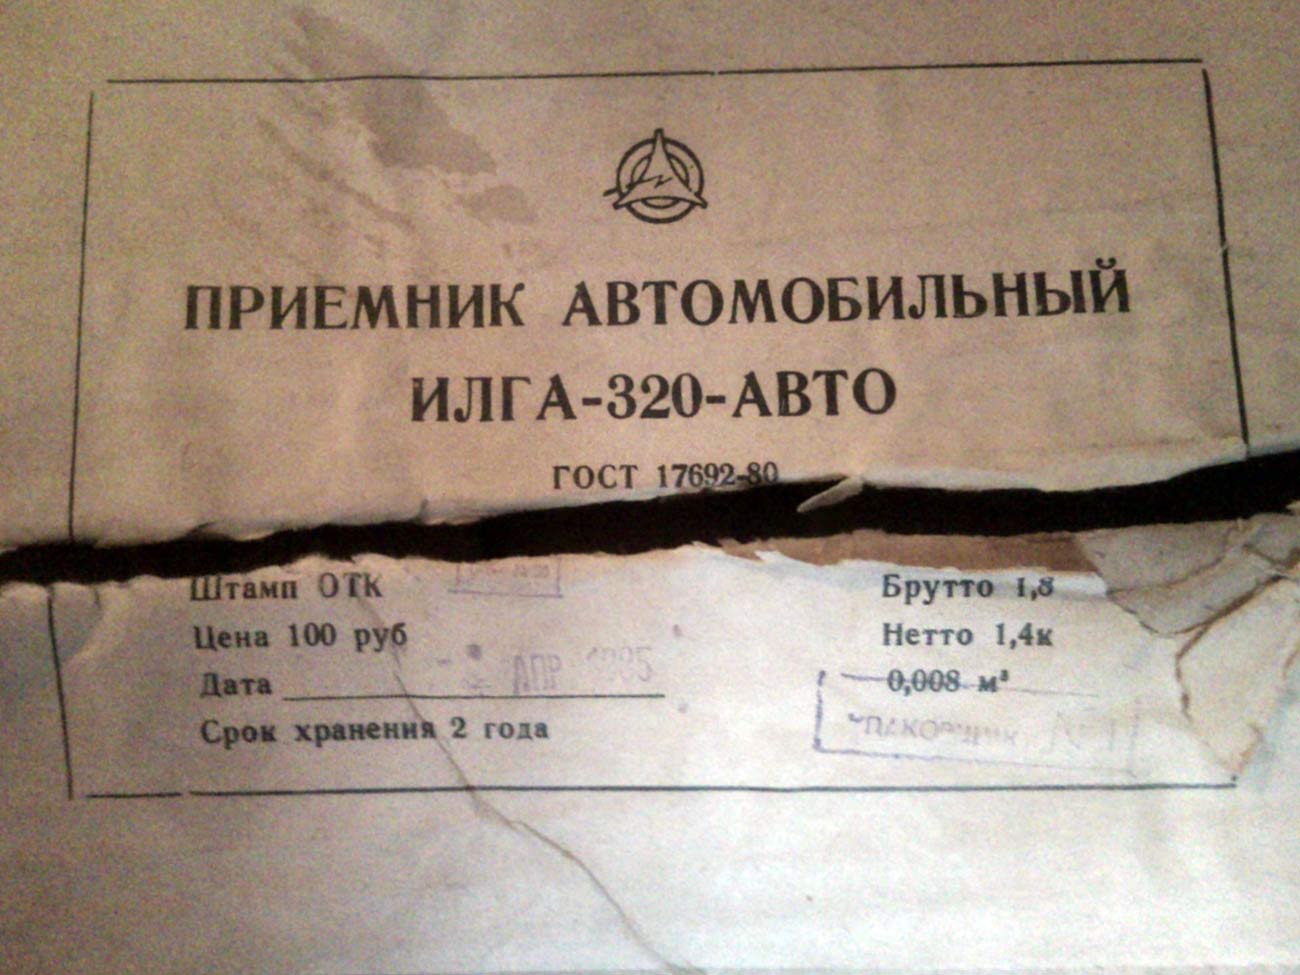 ПРИЕМНИК АВТОМОБИЛЬНЫЙ
ИЛГА-320-АВТО
ГОСТ 17692-80
Штамп ОТК
Брутто 1,8
Цена 100 руб
Нетто 1,4к
Дата АПР
0,008 м³
Срок хранения 2 года